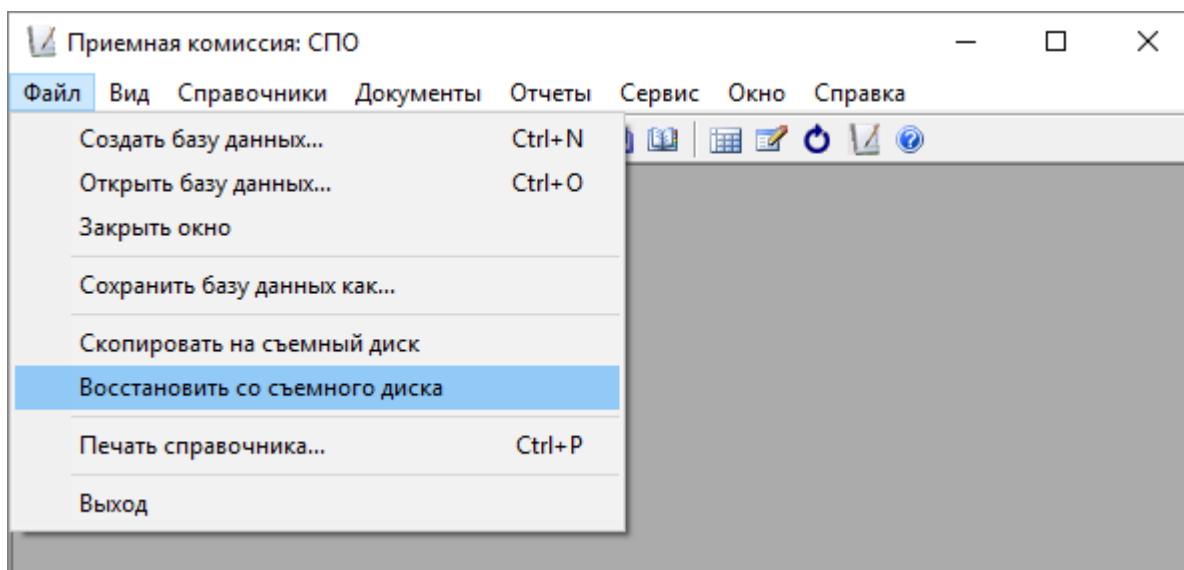 Приемная комиссия: СПО
Файл Вид Справочники Документы Отчеты Сервис Окно Справка
Создать базу данных... Ctrl+N
Открыть базу данных... Ctrl+O
Закрыть окно
Сохранить базу данных как...
Скопировать на съемный диск
Восстановить со съемного диска
Печать справочника... Ctrl+P
Выход